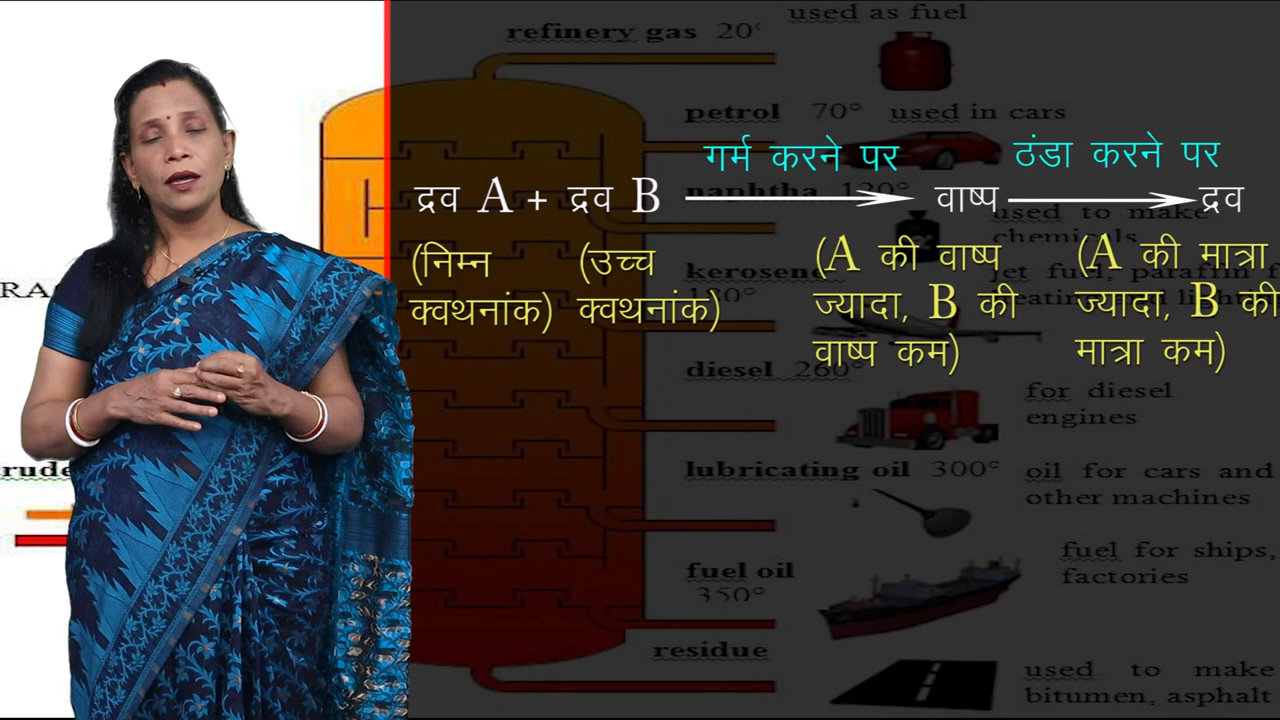 used as fuel
refinery gas 20°
petrol 70° used in cars
गर्म करने पर ठंडा करने पर
द्रव A + द्रव B वाष्प द्रव
naphtha
used to make
chemicals
(निम्न (उच्च (A की वाष्प (A की मात्रा
kerosene jet fuel, paraffin
क्वथनांक) क्वथनांक) ज्यादा, B की ज्यादा, B की
वाष्प कम) मात्रा कम)
diesel 260°
for diesel
engines
lubricating oil 300° oil for cars and
other machines
fuel for ships,
fuel oil factories
350°
residue
used to make
bitumen, asphalt